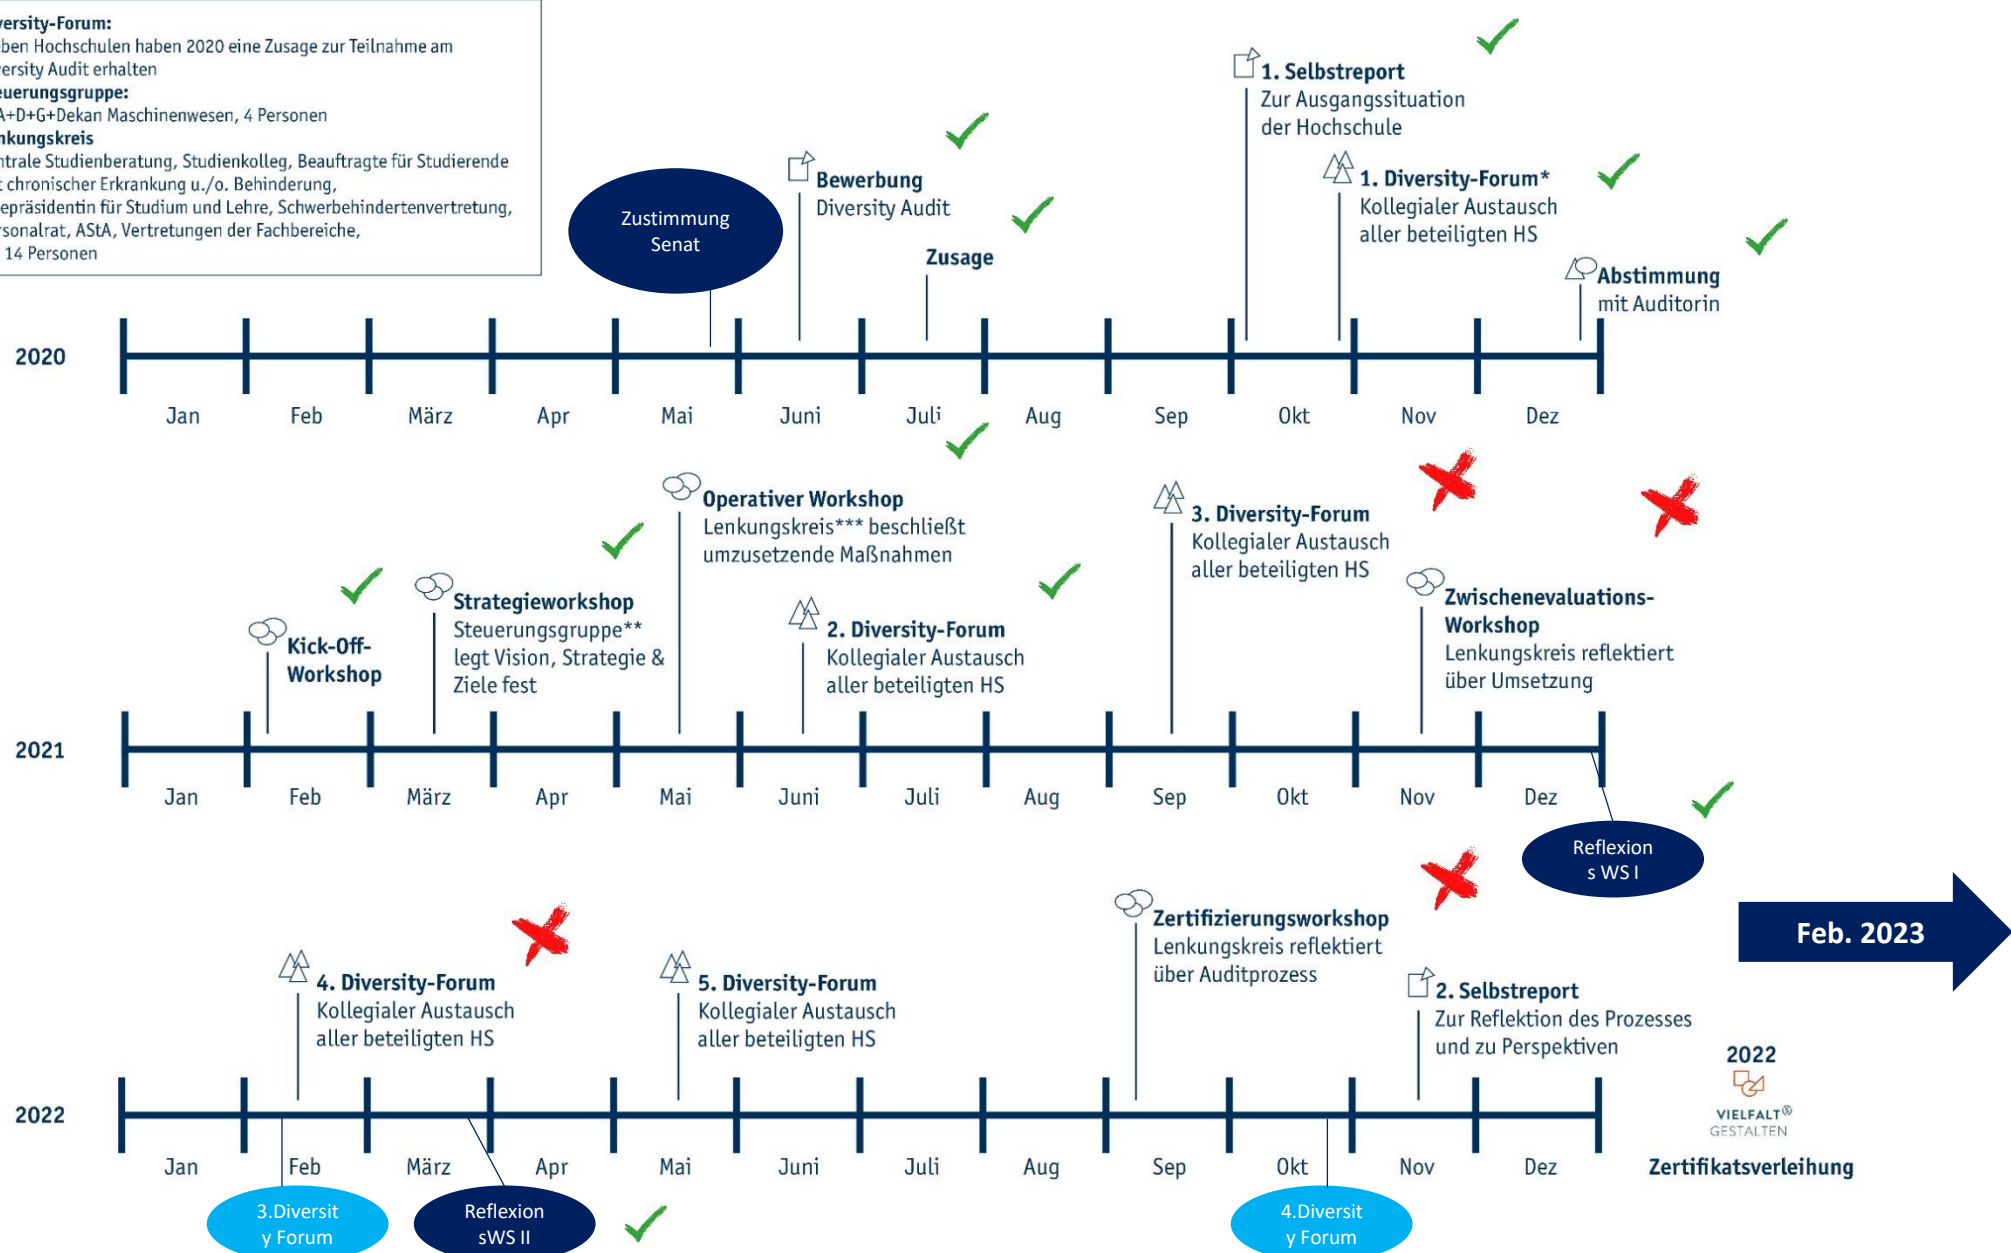 versity-Forum:
eben Hochschulen haben 2020 eine Zusage zur Teilnahme am
versity Audit erhalten
euerungsgruppe:
A+D+G+Dekan Maschinenwesen, 4 Personen
nkungskreis
ntrale Studienberatung, Studienkolleg, Beauftragte für Studierende
t chronischer Erkrankung u./o. Behinderung,
epräsidentin für Studium und Lehre, Schwerbehindertenvertretung,
rsonalrat, AStA, Vertretungen der Fachbereiche,
14 Personen
Zustimmung
Senat
Bewerbung
Diversity Audit
Zusage
1. Selbstreport
Zur Ausgangssituation
der Hochschule
1. Diversity-Forum*
Kollegialer Austausch
aller beteiligten HS
Abstimmung
mit Auditorin
2020
Jan Feb März Apr Mai Juni Juli Aug Sep Okt Nov Dez
Kick-Off-
Workshop
Strategieworkshop
Steuerungsgruppe**
legt Vision, Strategie &
Ziele fest
Operativer Workshop
Lenkungskreis*** beschließt
umzusetzende Maßnahmen
2. Diversity-Forum
Kollegialer Austausch
aller beteiligten HS
3. Diversity-Forum
Kollegialer Austausch
aller beteiligten HS
Zwischenevaluations-
Workshop
Lenkungskreis reflektiert
über Umsetzung
2021
Jan Feb März Apr Mai Juni Juli Aug Sep Okt Nov Dez
Reflexion
s WS I
Feb. 2023
4. Diversity-Forum
Kollegialer Austausch
aller beteiligten HS
5. Diversity-Forum
Kollegialer Austausch
aller beteiligten HS
Zertifizierungsworkshop
Lenkungskreis reflektiert
über Auditprozess
2. Selbstreport
Zur Reflektion des Prozesses
und zu Perspektiven
2022
VIELFALT®
GESTALTEN
Zertifikatsverleihung
2022
Jan Feb März Apr Mai Juni Juli Aug Sep Okt Nov Dez
3.Diversit
y Forum
Reflexion
sWS II
4.Diversit
y Forum